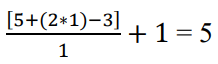 [5+(2*1)−3]/1 + 1 = 5